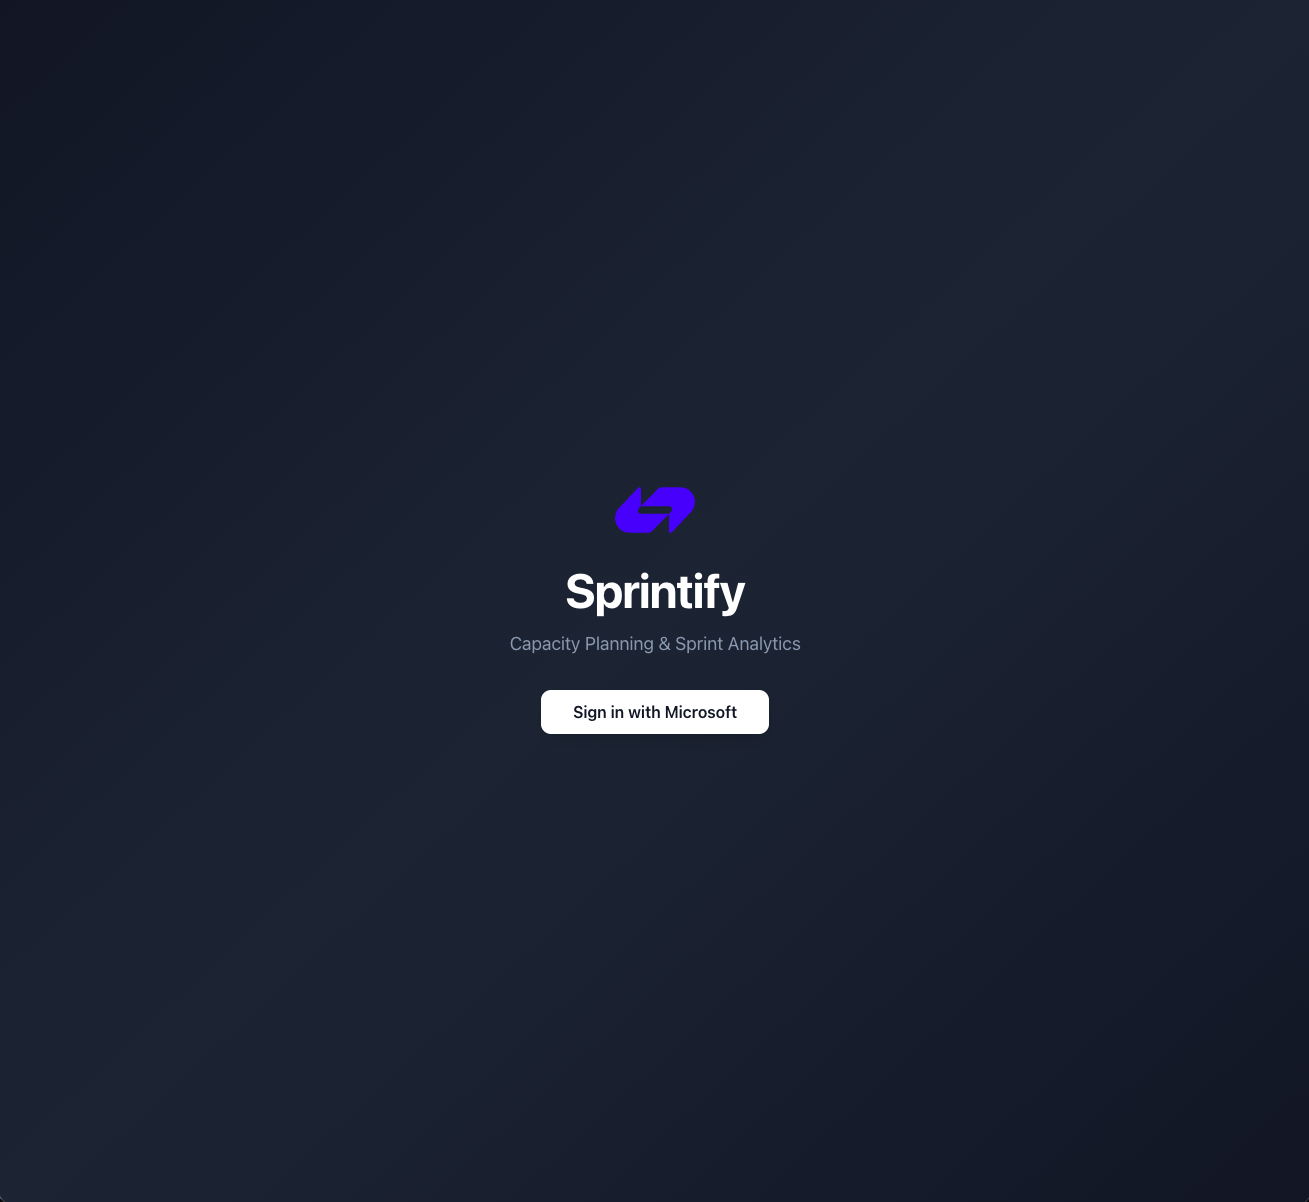 Sprintify
Capacity Planning & Sprint Analytics
Sign in with Microsoft